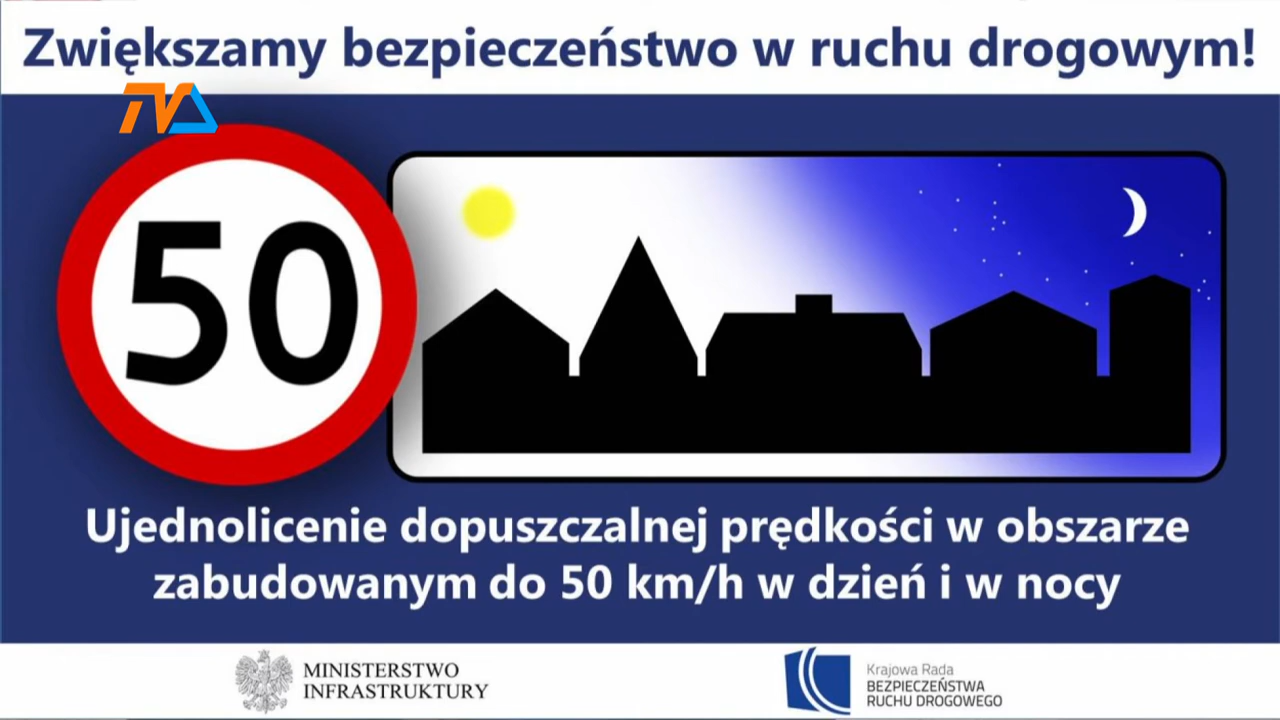 Zwiększamy bezpieczeństwo w ruchu drogowym!
TVA
50
Ujednolicenie dopuszczalnej prędkości w obszarze
zabudowanym do 50 km/h w dzień i w nocy
MINISTERSTWO
INFRASTRUKTURY
Krajowa Rada
BEZPIECZEŃSTWA
RUCHU DROGOWEGO